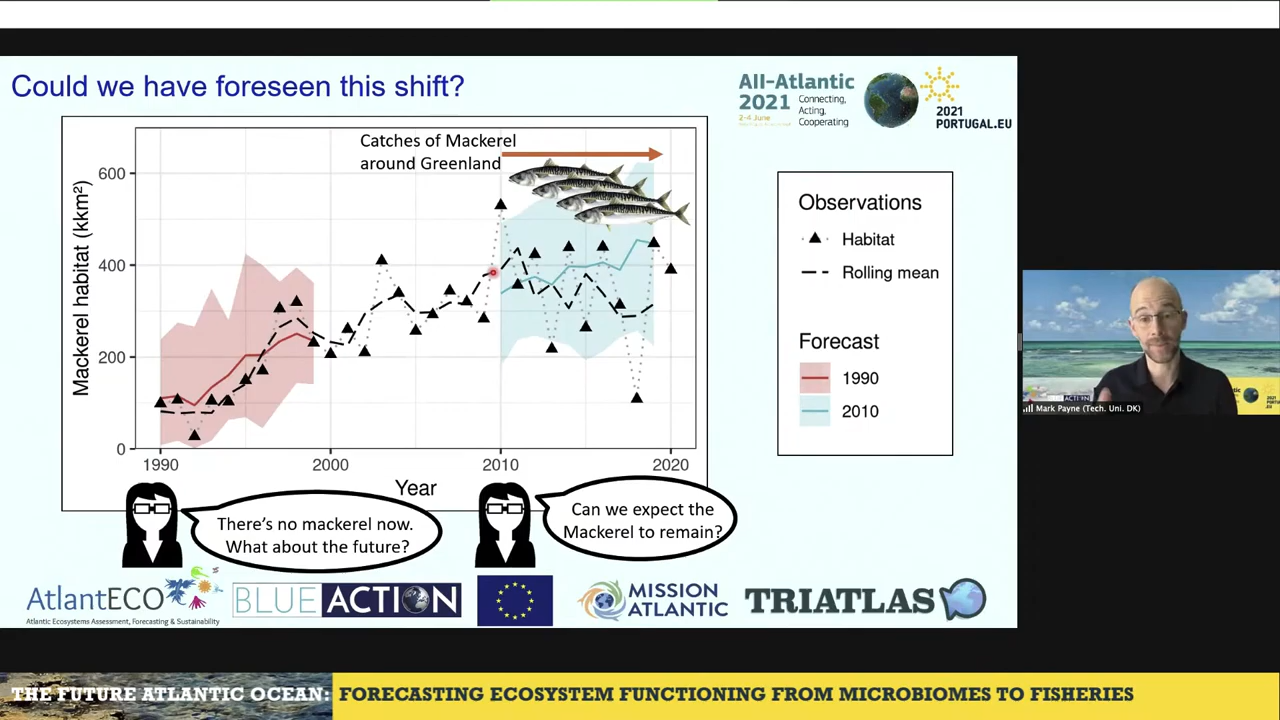 Could we have foreseen this shift?
All-Atlantic
2021
2-4 June
Connecting,
Acting,
Cooperating
2021
PORTUGAL.EU
Catches of Mackerel
around Greenland
Mackerel habitat (kkm²)
600
400
200
0
1990
2000
2010
2020
Year
Observations
Habitat
Rolling mean
Forecast
1990
2010
There's no mackerel now.
What about the future?
Can we expect the
Mackerel to remain?
Mark Payne (Tech. Uni. DK)
AtlantECO
Atlantic Ecosystems Assessment, Forecasting & Sustainability
BLUE ACTION
MISSION
ATLANTIC
TRIATLAS
THE FUTURE ATLANTIC OCEAN: FORECASTING ECOSYSTEM FUNCTIONING FROM MICROBIOMES TO FISHERIES